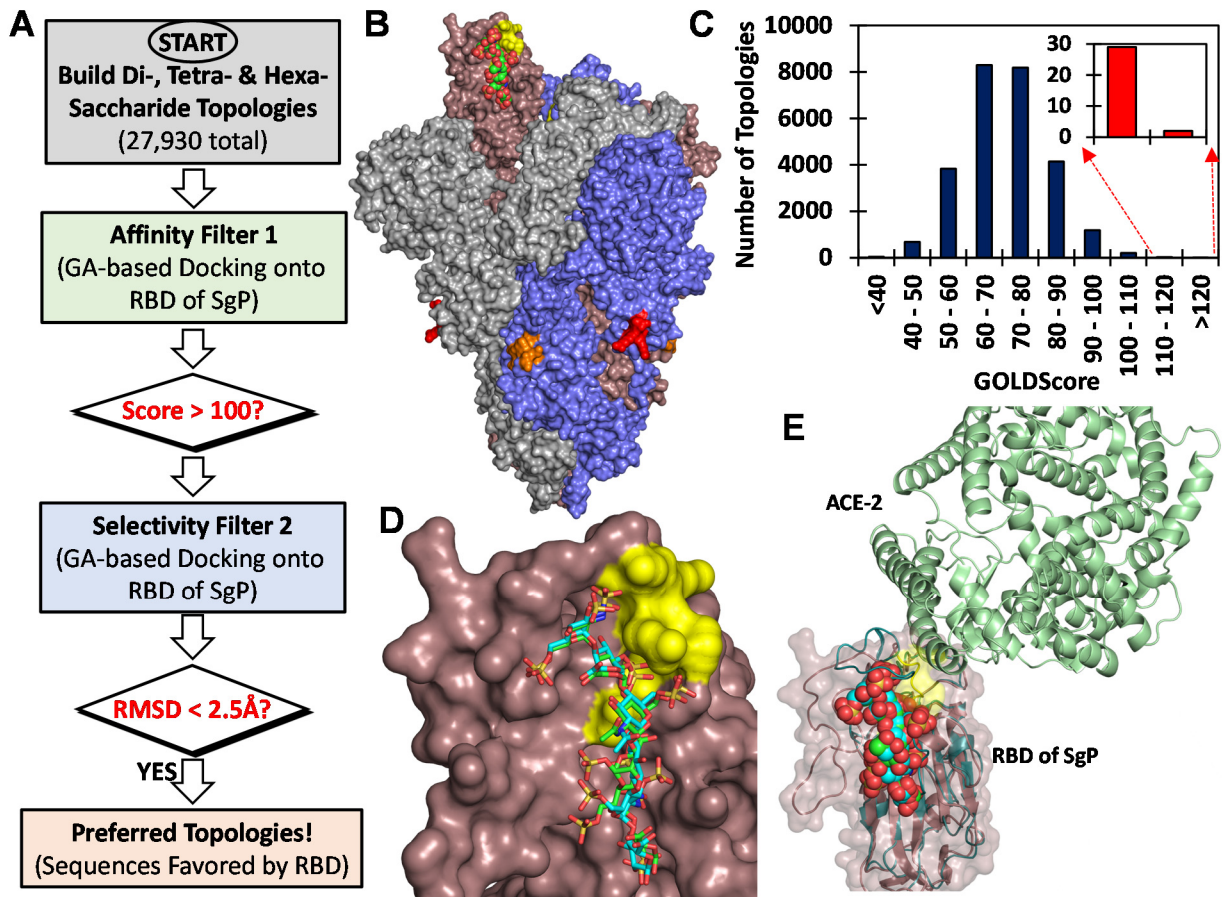 A
START
Build Di-, Tetra- & Hexa-
Saccharide Topologies
(27,930 total)
Affinity Filter 1
(GA-based Docking onto
RBD of SgP)
Score > 100?
Selectivity Filter 2
(GA-based Docking onto
RBD of SgP)
RMSD < 2.5Å?
YES
Preferred Topologies!
(Sequences Favored by RBD)
B
C
Number of Topologies
10000
8000
6000
4000
2000
0
30
20
10
0
<40
40 - 50
50 - 60
60 - 70
70 - 80
80 - 90
90 - 100
100 - 110
110 - 120
>120
GOLDScore
D
E
ACE-2
RBD of SgP